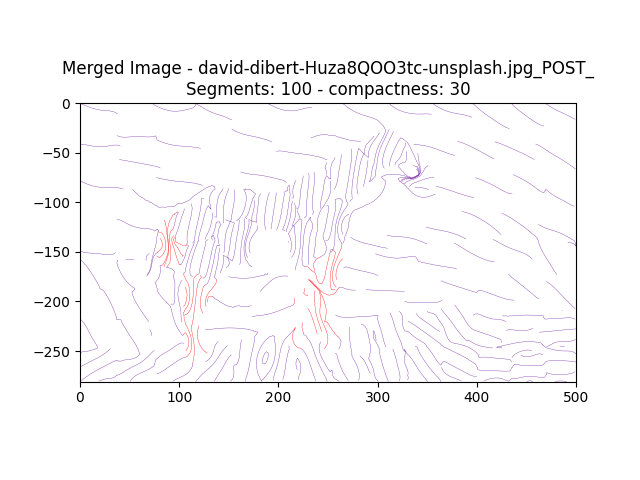 Merged Image - david-dibert-Huza8QOO3tc-unsplash.jpg_POST_
Segments: 100 - compactness: 30
0
−50
−100
−150
−200
−250
0 100 200 300 400 500